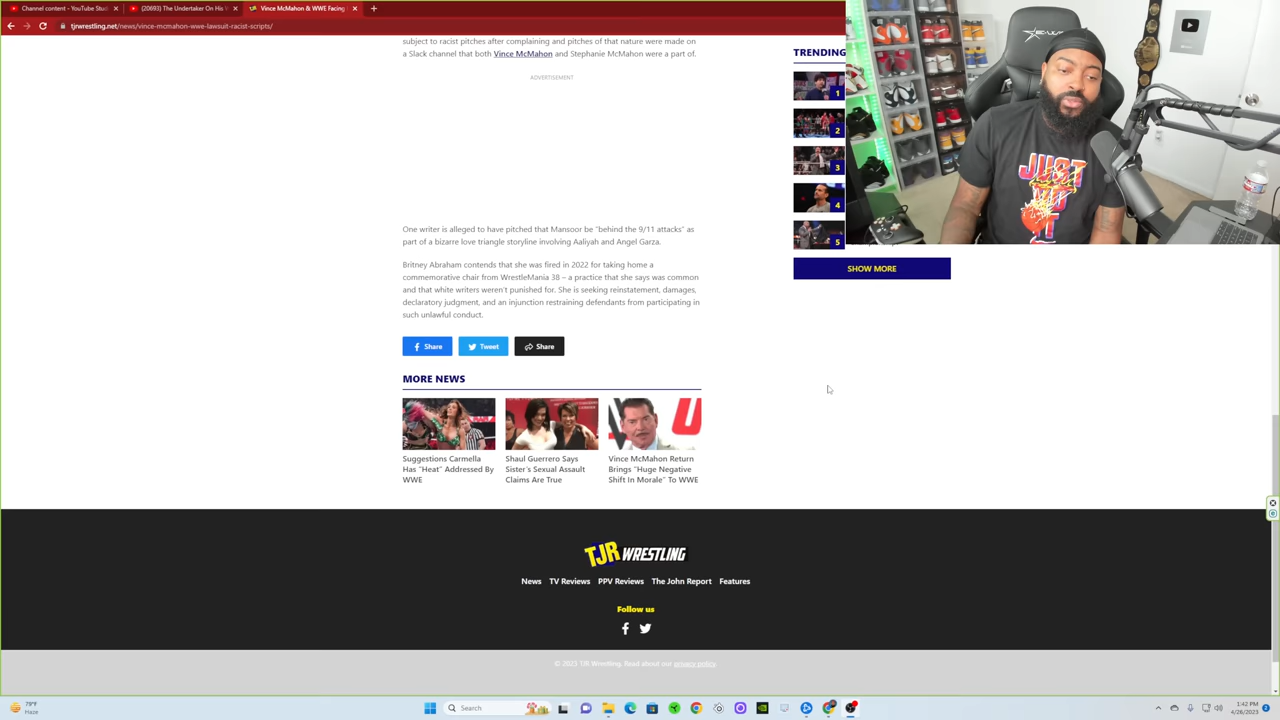 Channel content - YouTube Stud
(20693) The Undertaker On His
Vince McMahon & WWE Facing
tjrwrestling.net/news/vince-mcmahon-wwe-lawsuit-racist-scripts/
subject to racist pitches after complaining and pitches of that nature were made on
a Slack channel that both Vince McMahon and Stephanie McMahon were a part of.
ADVERTISEMENT
One writer is alleged to have pitched that Mansoor be "behind the 9/11 attacks" as
part of a bizarre love triangle storyline involving Aaliyah and Angel Garza.
Britney Abraham contends that she was fired in 2022 for taking home a
commemorative chair from WrestleMania 38 – a practice that she says was common
and that white writers weren't punished for. She is seeking reinstatement, damages,
declaratory judgment, and an injunction restraining defendants from participating in
such unlawful conduct.
Share
Tweet
Share
MORE NEWS
Suggestions Carmella
Has "Heat" Addressed By
WWE
Shaul Guerrero Says
Sister's Sexual Assault
Claims Are True
Vince McMahon Return
Brings "Huge Negative
Shift In Morale" To WWE
TRENDING
1
2
3
4
5
SHOW MORE
JUST
TJR WRESTLING
News
TV Reviews
PPV Reviews
The John Report
Features
Follow us
© 2023 TJR Wrestling. Read about our privacy policy.
79°F
Haze
Search
1:42 PM
4/26/2023